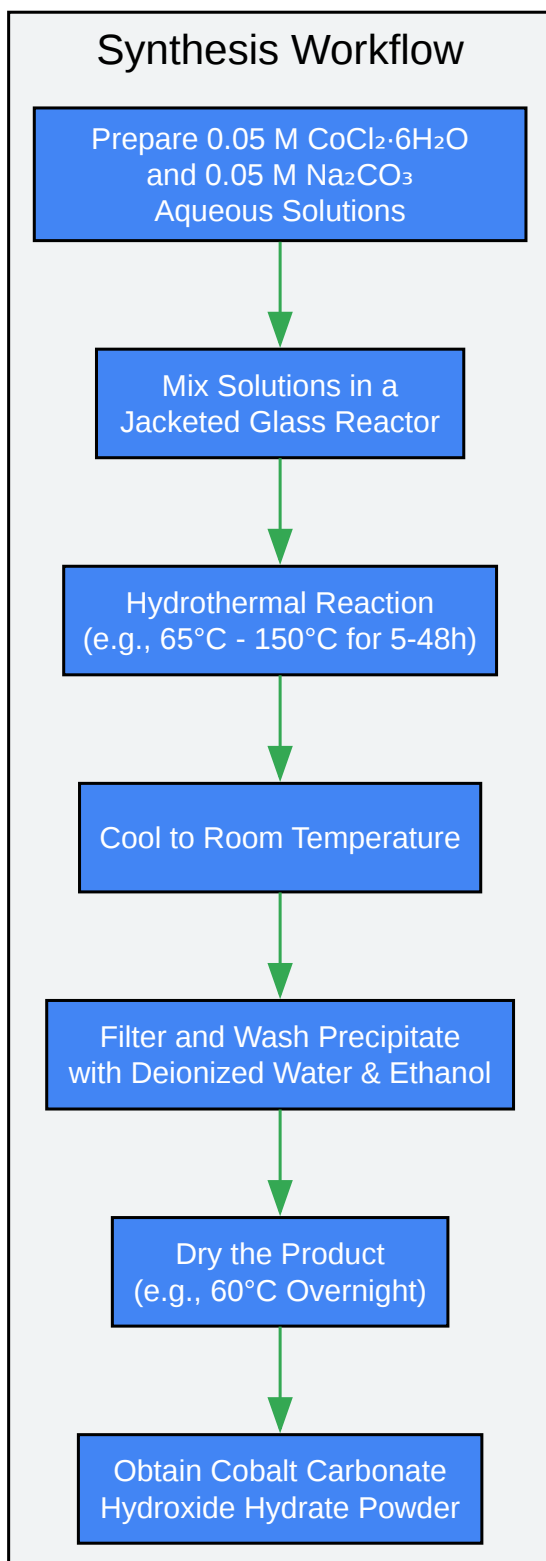 Synthesis Workflow
Prepare 0.05 M CoCl₂·6H₂O
and 0.05 M Na₂CO₃
Aqueous Solutions
Mix Solutions in a
Jacketed Glass Reactor
Hydrothermal Reaction
(e.g., 65°C - 150°C for 5-48h)
Cool to Room Temperature
Filter and Wash Precipitate
with Deionized Water & Ethanol
Dry the Product
(e.g., 60°C Overnight)
Obtain Cobalt Carbonate
Hydroxide Hydrate Powder